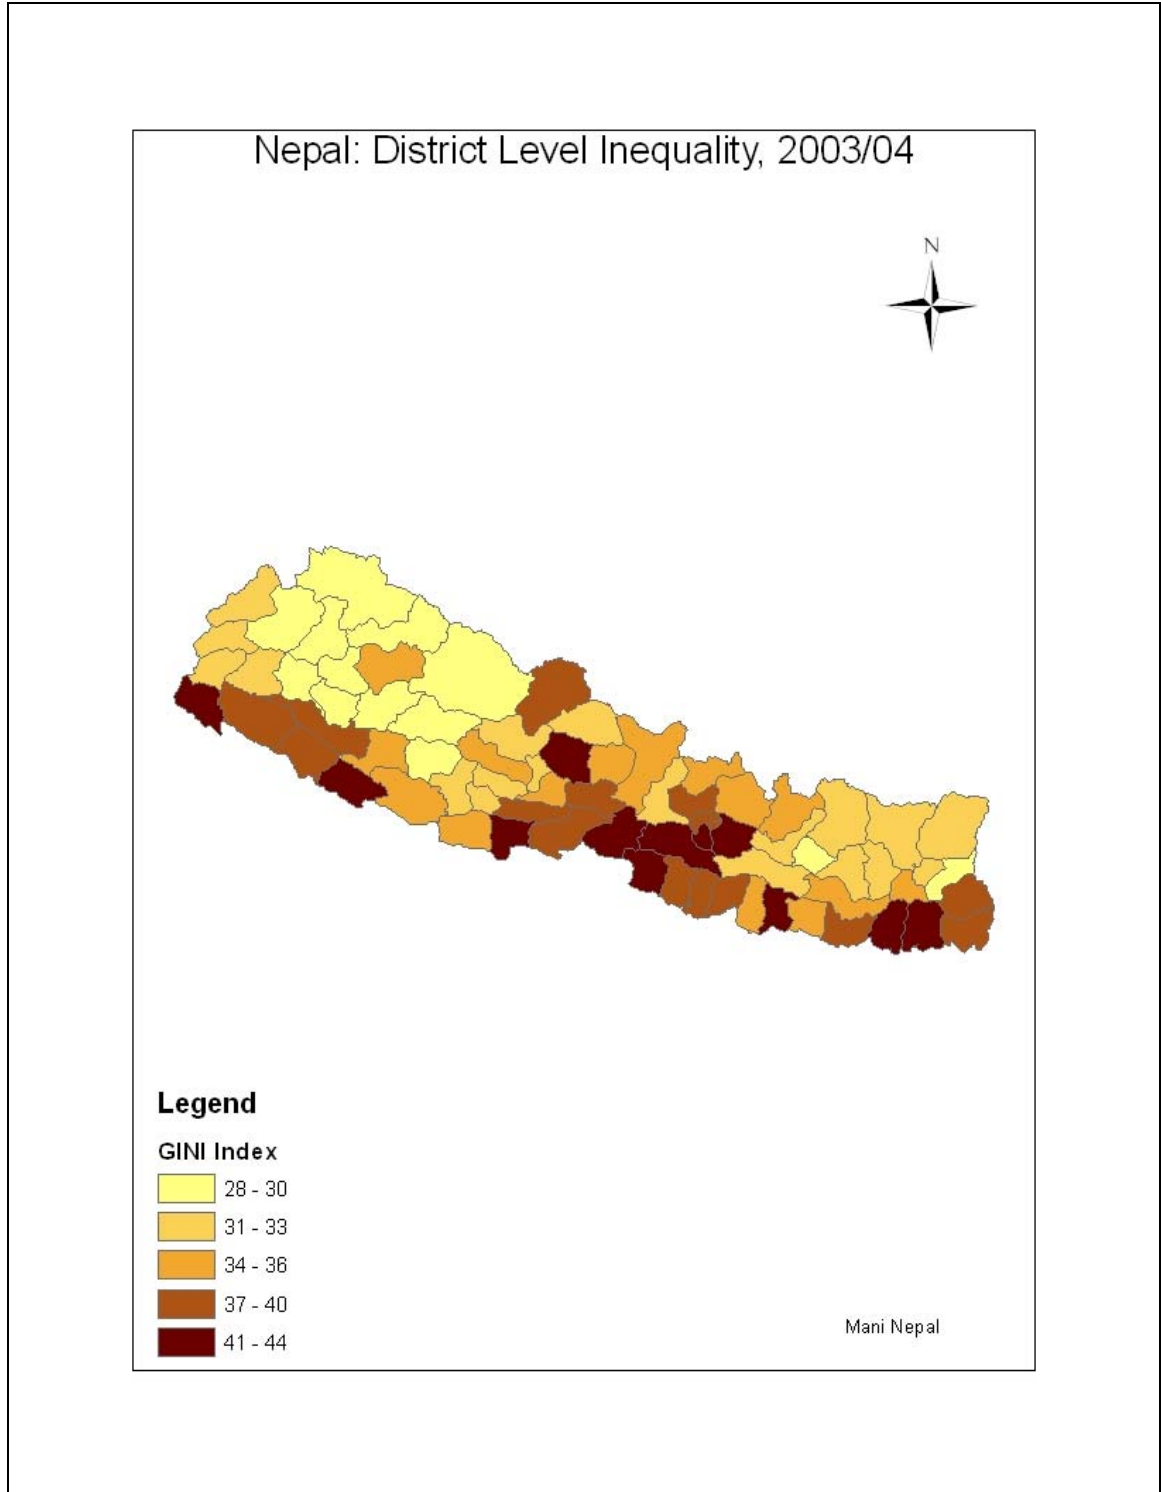 Nepal: District Level Inequality, 2003/04
N
Legend
GINI Index
28 - 30
31 - 33
34 - 36
37 - 40
41 - 44
Mani Nepal